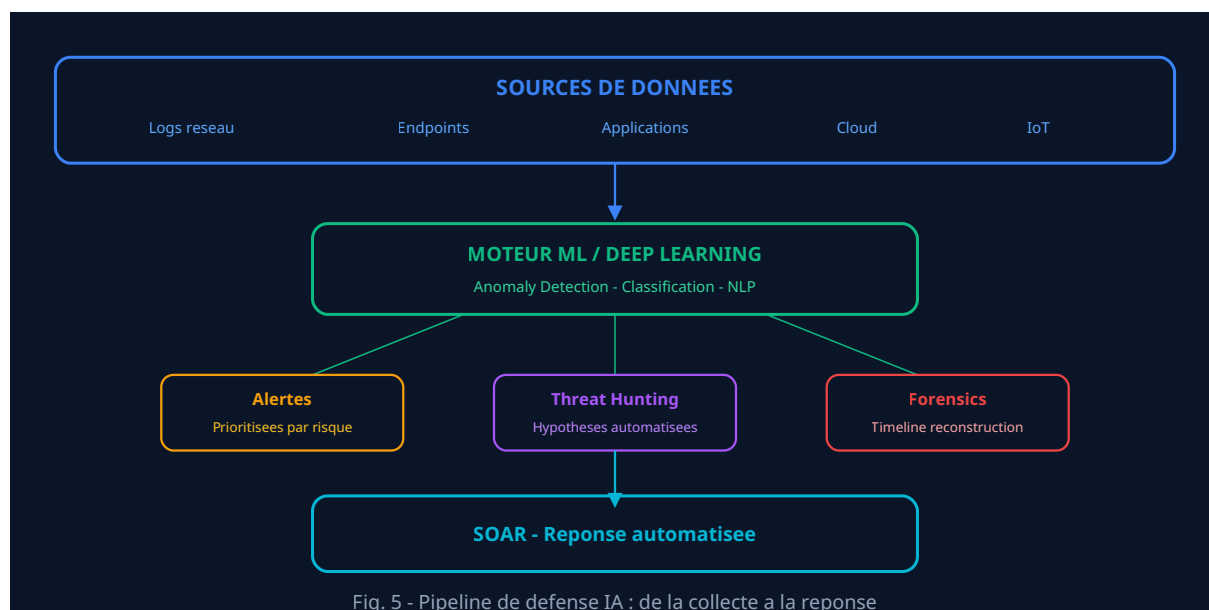 SOURCES DE DONNEES
Logs reseau Endpoints Applications Cloud IoT
MOTEUR ML / DEEP LEARNING
Anomaly Detection - Classification - NLP
Alertes Threat Hunting Forensics
Prioritisees par risque Hypotheses automatisees Timeline reconstruction
SOAR - Reponse automatisee
Fig. 5 - Pipeline de defense IA : de la collecte a la reponse